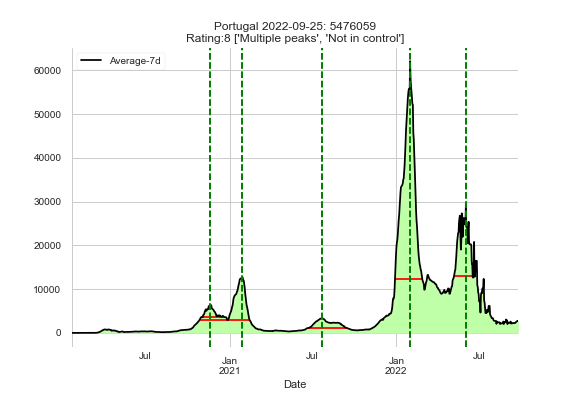 Portugal 2022-09-25: 5476059
Rating:8 ['Multiple peaks', 'Not in control']
Average-7d
60000
50000
40000
30000
20000
10000
0
Jul
Jan
2021
Jul
Jan
2022
Jul
Date